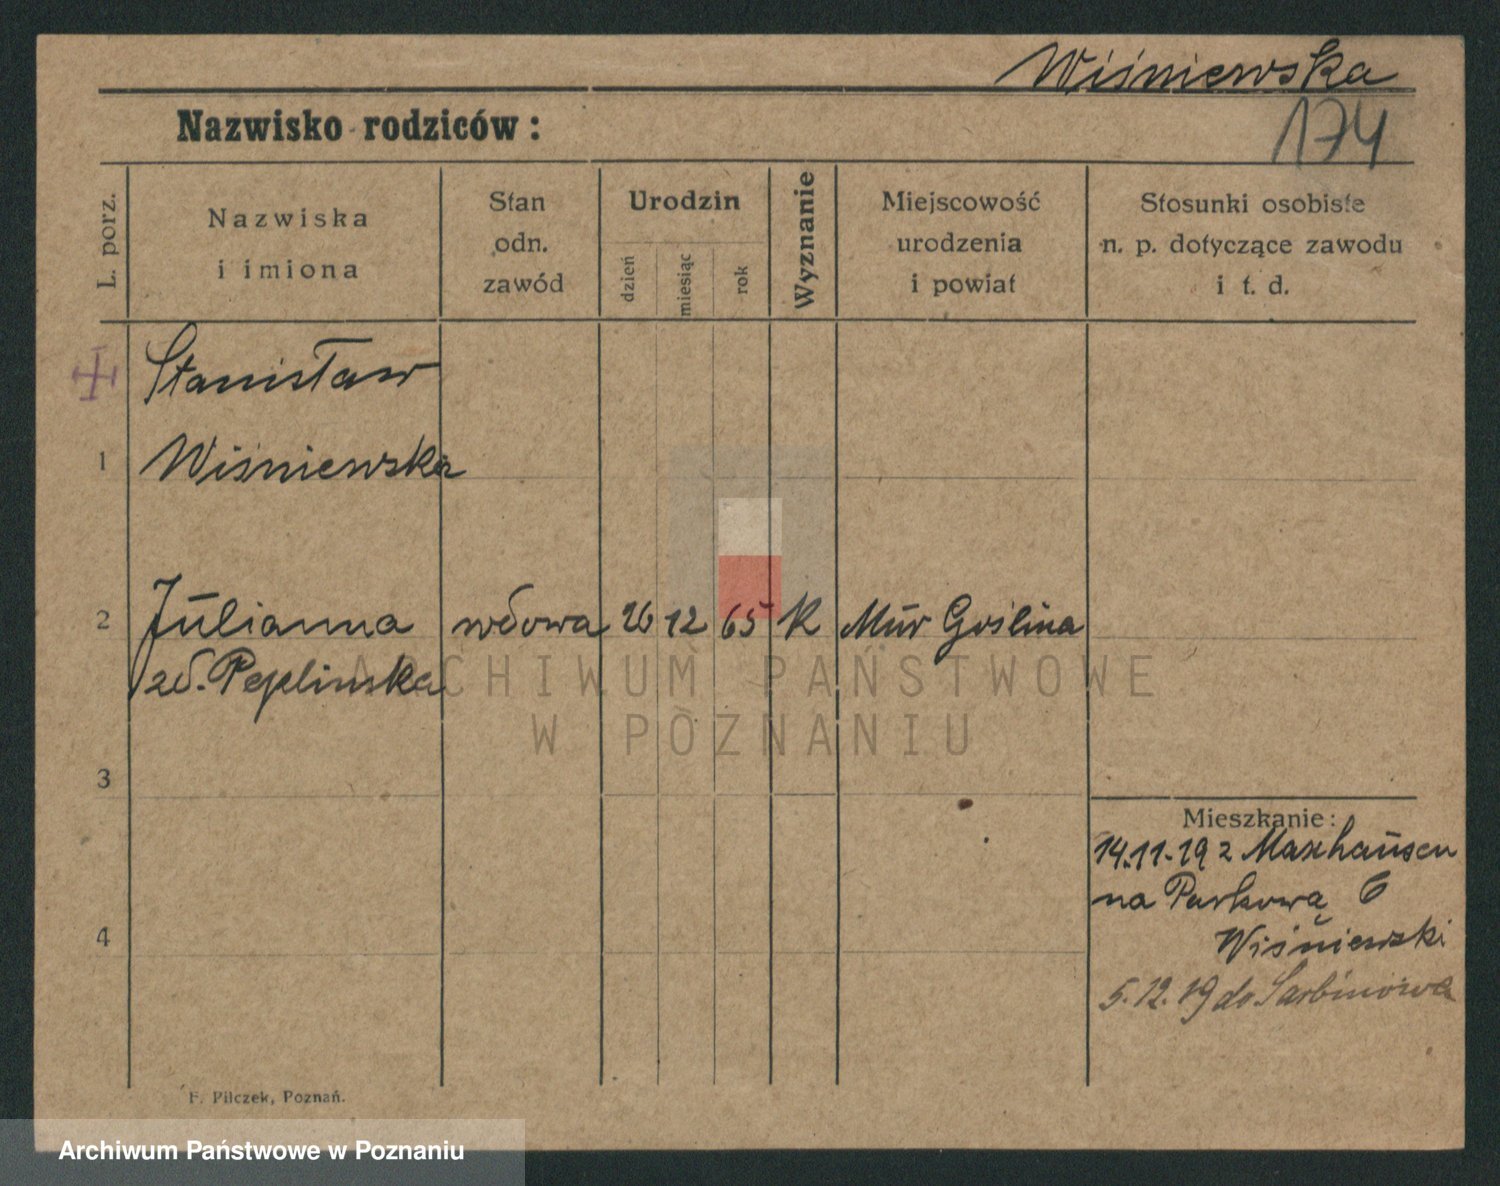 Wiśniewska
174
Nazwisko rodziców:
L. porz.
Nazwiska
i imiona
Stan
odn.
zawód
Urodzin
dzień
miesiąc
rok
Wyznanie
Miejscowość
urodzenia
i powiat
Stosunki osobiste
n. p. dotyczące zawodu
i t. d.
Stanisław
1 Wiśniewska
2 Julianna wdowa 26 12 65 K Mur Goślina
zd. Peplinska
ARCHIWUM PAŃSTWOWE
W POZNANIU
3
Mieszkanie:
14.11.19 z Maxhausen
na Parkową 6
4
Wiśniewski
5.12.19 do Sarbinowa
F. Pilczek, Poznań.
Archiwum Państwowe w Poznaniu